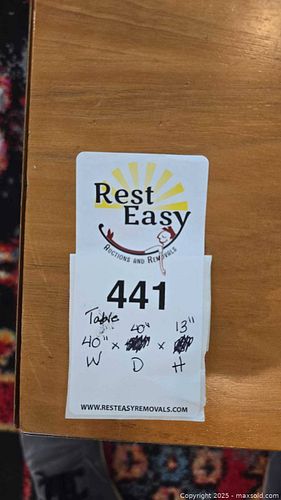 Rest
Easy
AUCTIONS AND REMOVALS
441
Table
40" x 40" x 13"
W D H
WWW.RESTEASYREMOVALS.COM
Copyright 2025 - maxsold.com